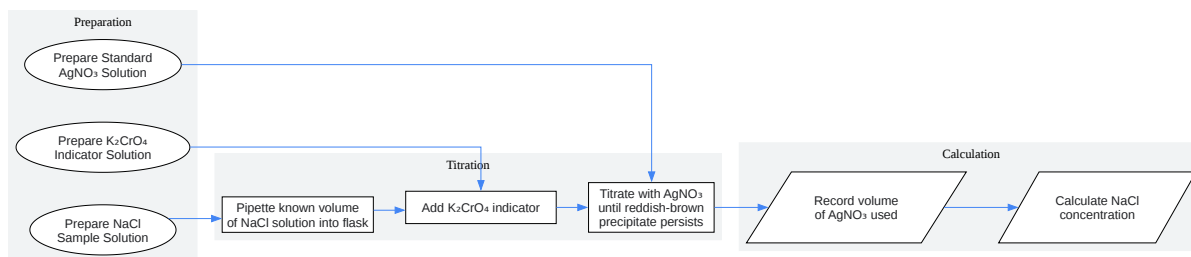 Preparation
Prepare Standard
AgNO₃ Solution
Prepare K₂CrO₄
Indicator Solution
Prepare NaCl
Sample Solution
Titration
Pipette known volume
of NaCl solution into flask
Add K₂CrO₄ indicator
Titrate with AgNO₃
until reddish-brown
precipitate persists
Calculation
Record volume
of AgNO₃ used
Calculate NaCl
concentration